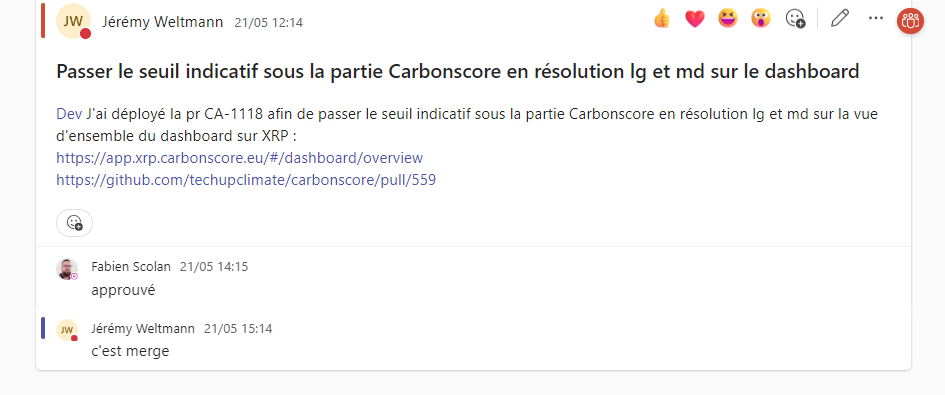 JW Jérémy Weltmann 21/05 12:14
Passer le seuil indicatif sous la partie Carbonscore en résolution lg et md sur le dashboard
Dev J'ai déployé la pr CA-1118 afin de passer le seuil indicatif sous la partie Carbonscore en résolution lg et md sur la vue
d'ensemble du dashboard sur XRP :
https://app.xrp.carbonscore.eu/#/dashboard/overview
https://github.com/techupclimate/carbonscore/pull/559
Fabien Scolan 21/05 14:15
approuvé
JW Jérémy Weltmann 21/05 15:14
c'est merge